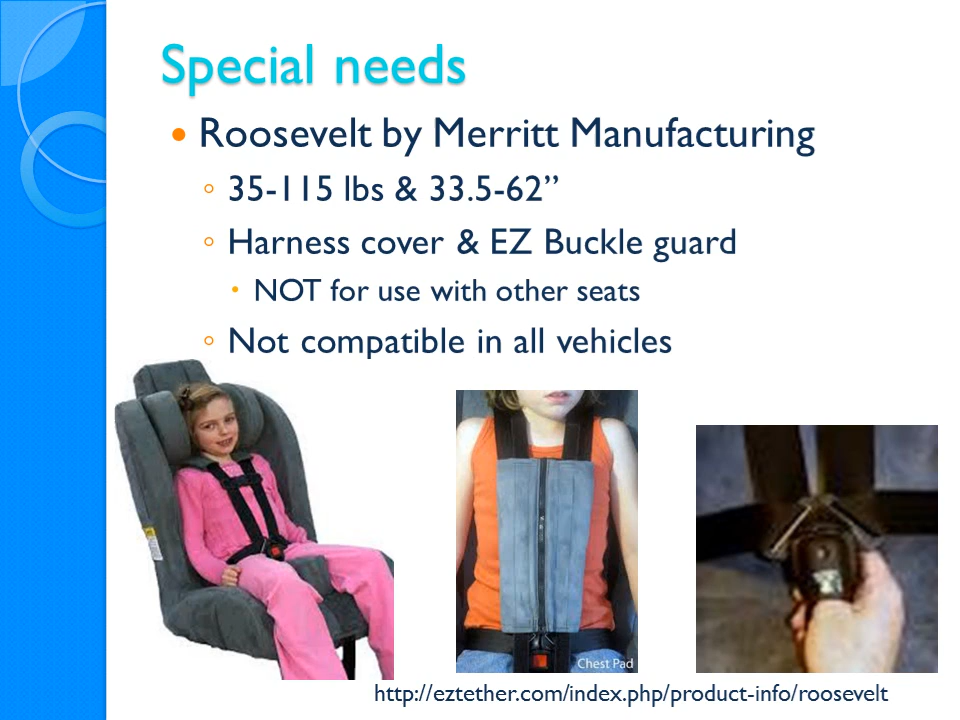 Special needs
• Roosevelt by Merritt Manufacturing
◦ 35-115 lbs & 33.5-62”
◦ Harness cover & EZ Buckle guard
• NOT for use with other seats
◦ Not compatible in all vehicles
Chest Pad
http://eztether.com/index.php/product-info/roosevelt